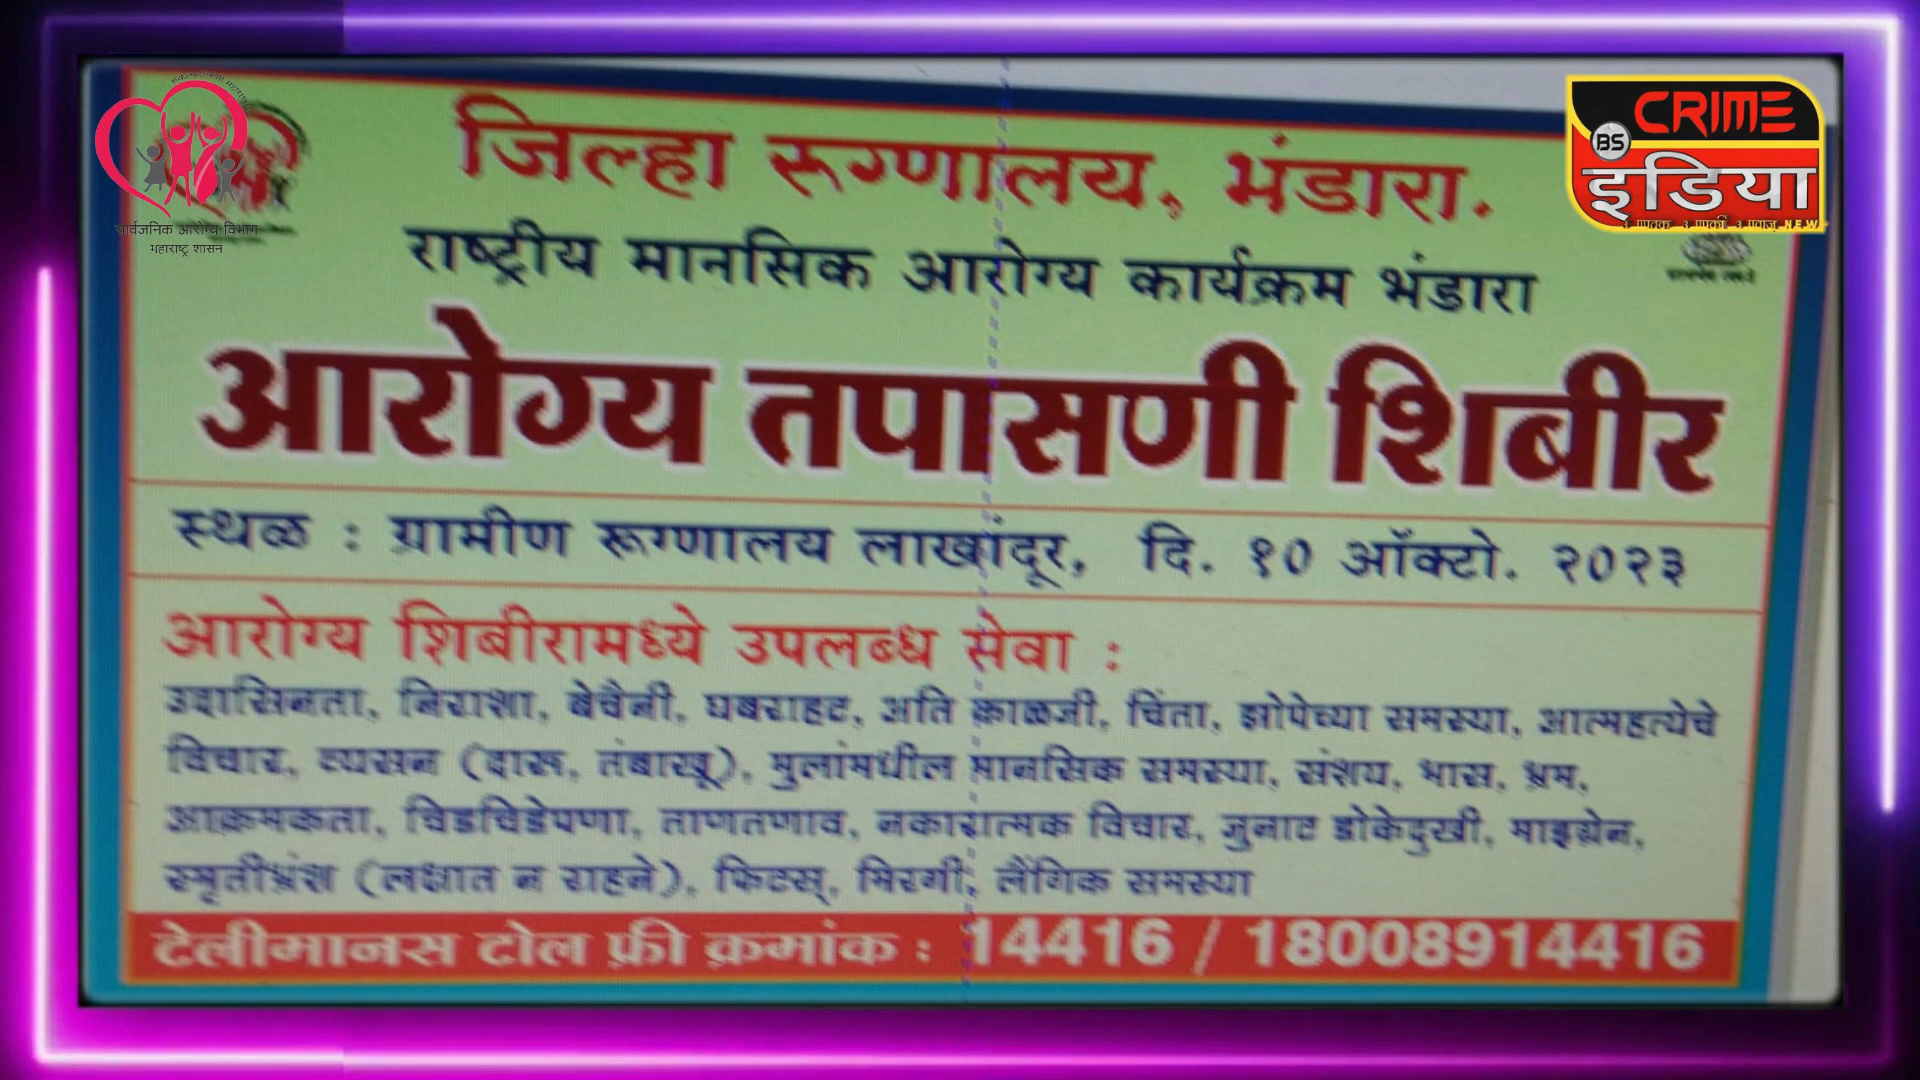 जिल्हा रूग्णालय, भंडारा.
राष्ट्रीय मानसिक आरोग्य कार्यक्रम भंडारा
आरोग्य तपासणी शिबीर
स्थळ : ग्रामीण रूग्णालय लाखांदूर, दि. १० ऑक्टो. २०२३
आरोग्य शिबीरामध्ये उपलब्ध सेवा :
उदासिनता, निराशा, बेचैनी, घबराहट, अति काळजी, चिंता, झोपेच्या समस्या, आत्महत्येचे
विचार, व्यसन (दारू, तंबाखू), मुलांमधील मानसिक समस्या, संशय, भास, भ्रम,
आक्रमकता, चिडचिडेपणा, ताणतणाव, नकारात्मक विचार, जुनाट डोकेदुखी, माइग्रेन,
स्मृतीभ्रंश (लक्षात न राहने), फिटस्, मिरगी, लैंगिक समस्या
टेलीमानस टोल फ्री क्रमांक : 14416 / 18008914416
सार्वजनिक आरोग्य विभाग
महाराष्ट्र शासन
CRIME
BS
इंडिया
NEWS